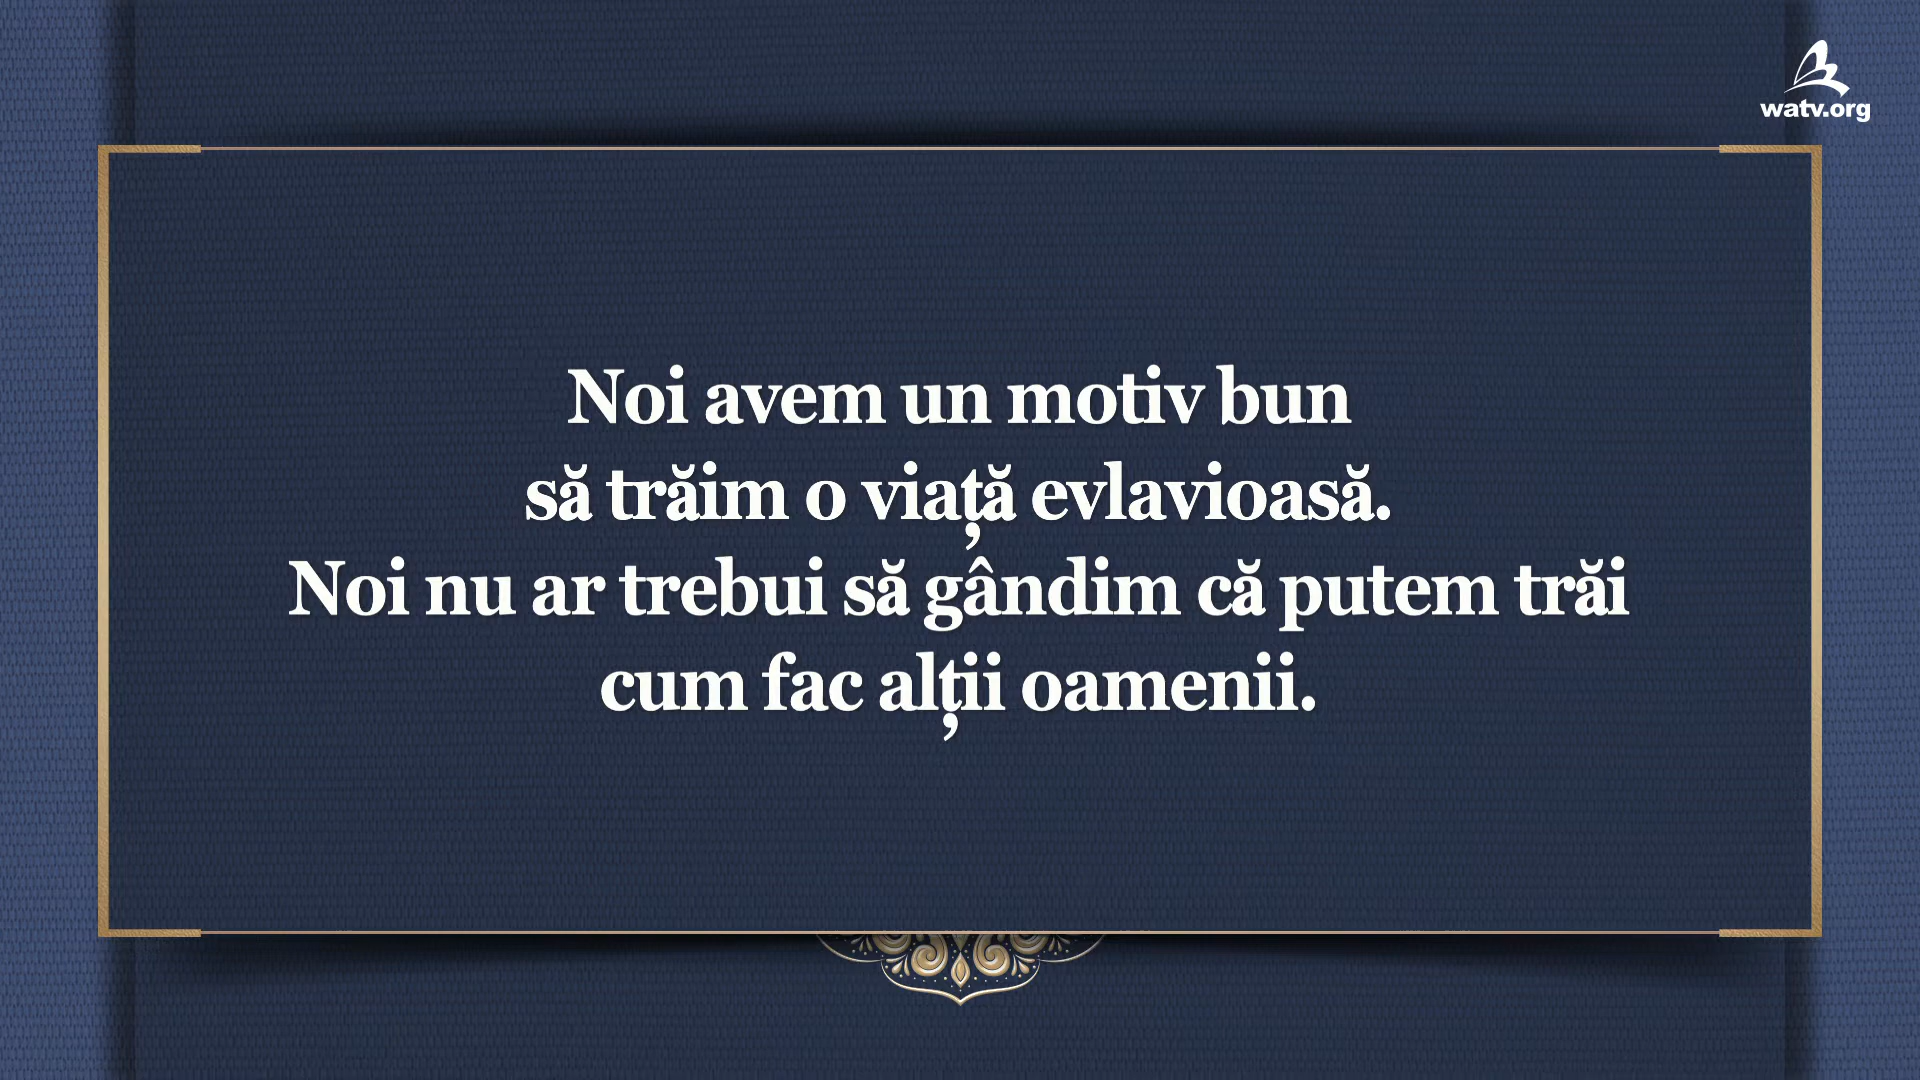 watv.org
Noi avem un motiv bun
să trăim o viață evlavioasă.
Noi nu ar trebui să gândim că putem trăi
cum fac alții oamenii.